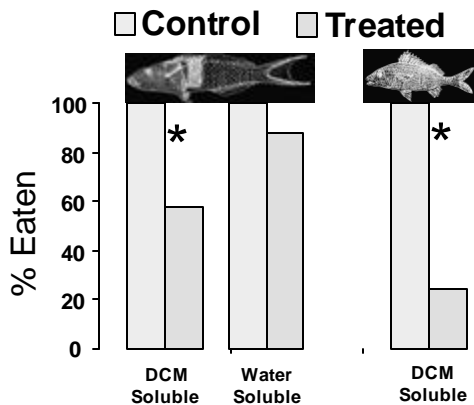 Control Treated
% Eaten
100
80
60
40
20
0
*
*
DCM
Soluble
Water
Soluble
DCM
Soluble